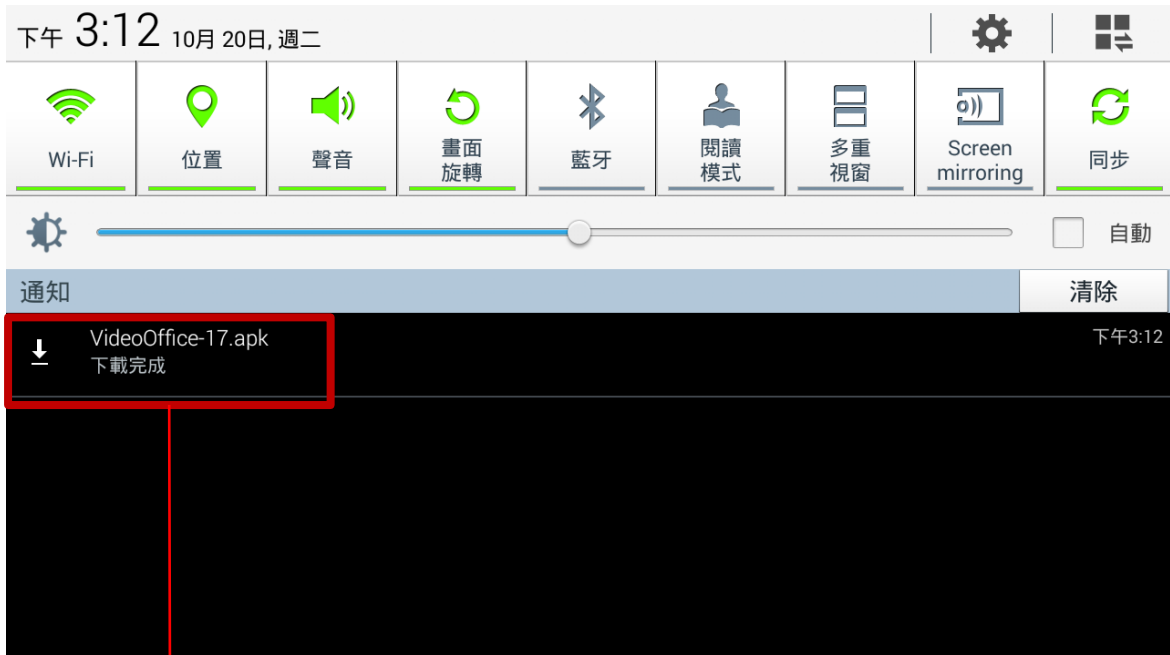 下午 3:12 10月 20日, 週二
Wi-Fi
位置
聲音
畫面
旋轉
藍牙
閱讀
模式
多重
視窗
Screen
mirroring
同步
自動
通知
清除
VideoOffice-17.apk
下午3:12
下載完成